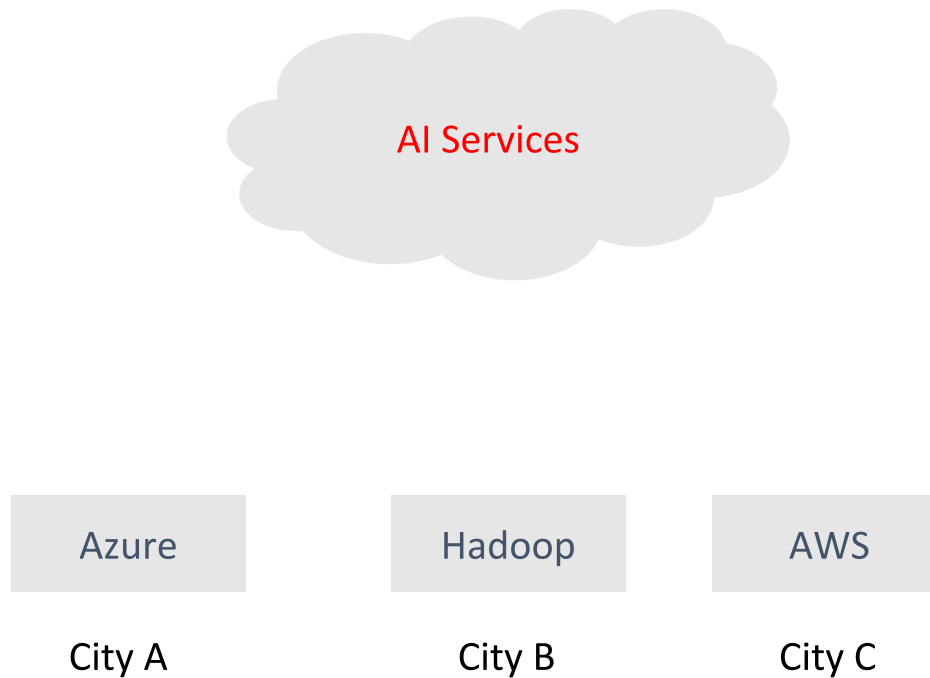 AI Services
Azure
Hadoop
AWS
City A
City B
City C